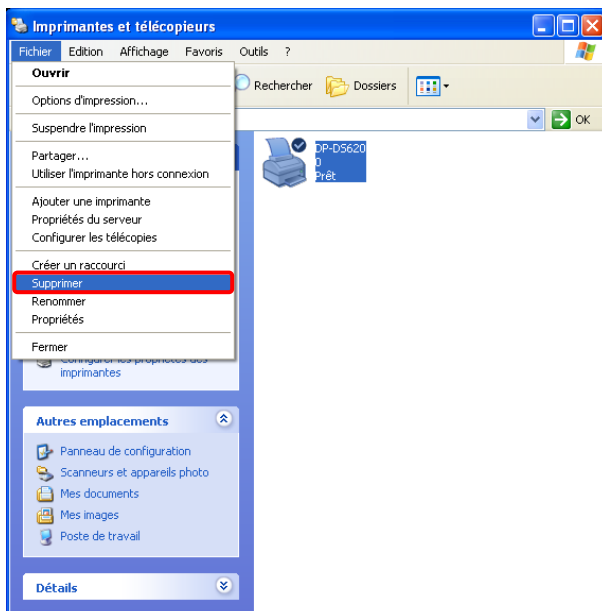 Imprimantes et télécopieurs
Fichier Edition Affichage Favoris Outils ?
Ouvrir
Options d'impression...
Suspendre l'impression
Partager...
Utiliser l'imprimante hors connexion
Ajouter une imprimante
Propriétés du serveur
Configurer les télécopies
Créer un raccourci
Supprimer
Renommer
Propriétés
Fermer
Rechercher Dossiers
OK
DP-DS620
0
Prêt
Configurer les propriétés des
imprimantes
Autres emplacements
Panneau de configuration
Scanneurs et appareils photo
Mes documents
Mes images
Poste de travail
Détails